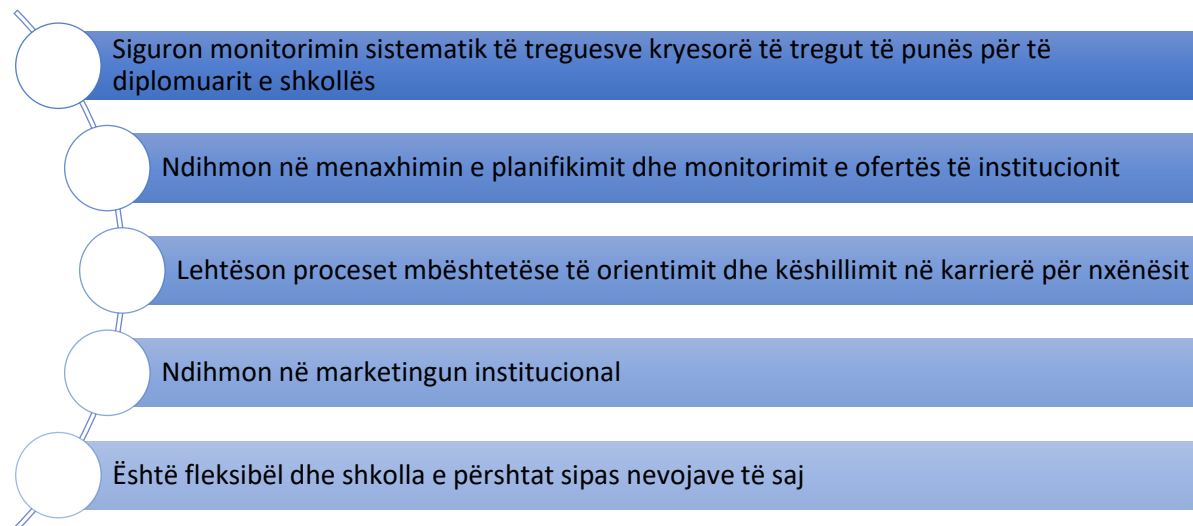 Siguron monitorimin sistematik të treguesve kryesorë të tregut të punës për të
diplomuarit e shkollës
Ndihmon në menaxhimin e planifikimit dhe monitorimit e ofertës të institucionit
Lehtëson proceset mbështetëse të orientimit dhe këshillimit në karrierë për nxënësit
Ndihmon në marketingun institucional
Është fleksibël dhe shkolla e përshtat sipas nevojave të saj